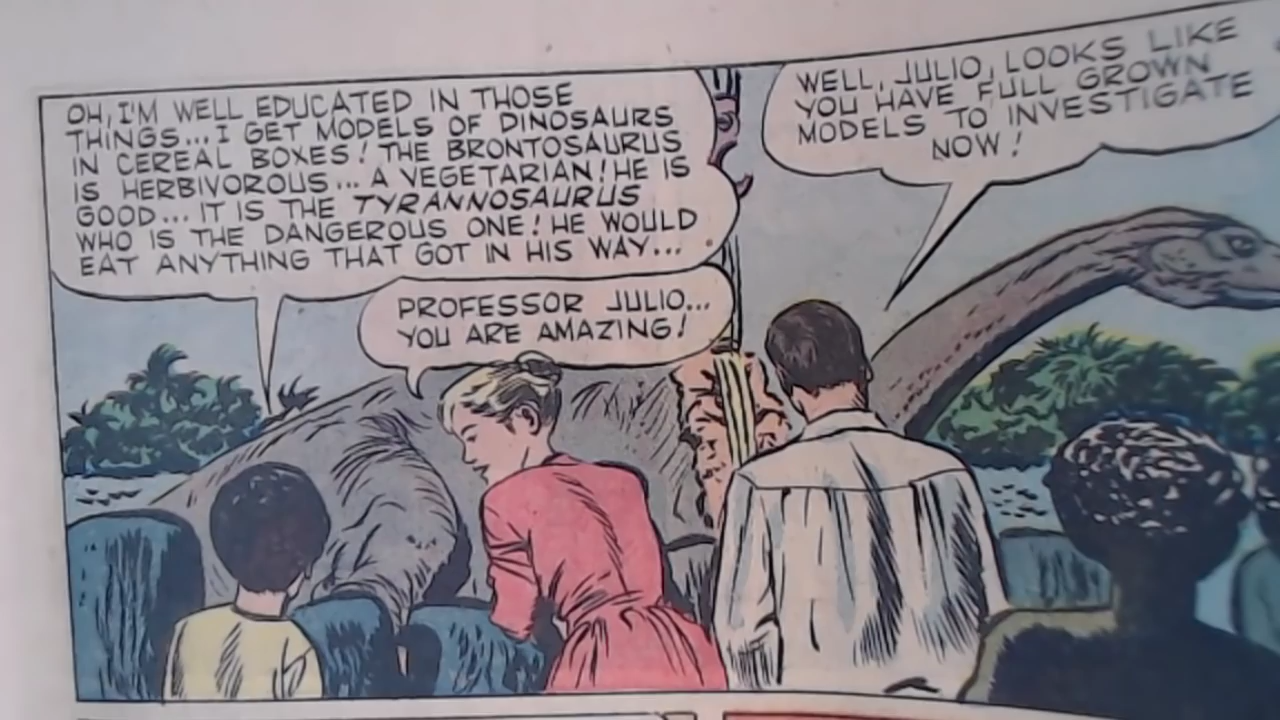 OH, I'M WELL EDUCATED IN THOSE
THINGS... I GET MODELS OF DINOSAURS
IN CEREAL BOXES! THE BRONTOSAURUS
IS HERBIVOROUS... A VEGETARIAN! HE IS
GOOD... IT IS THE TYRANNOSAURUS
WHO IS THE DANGEROUS ONE! HE WOULD
EAT ANYTHING THAT GOT IN HIS WAY...
PROFESSOR JULIO...
YOU ARE AMAZING!
WELL, JULIO, LOOKS LIKE
YOU HAVE FULL GROWN
MODELS TO INVESTIGATE
NOW!